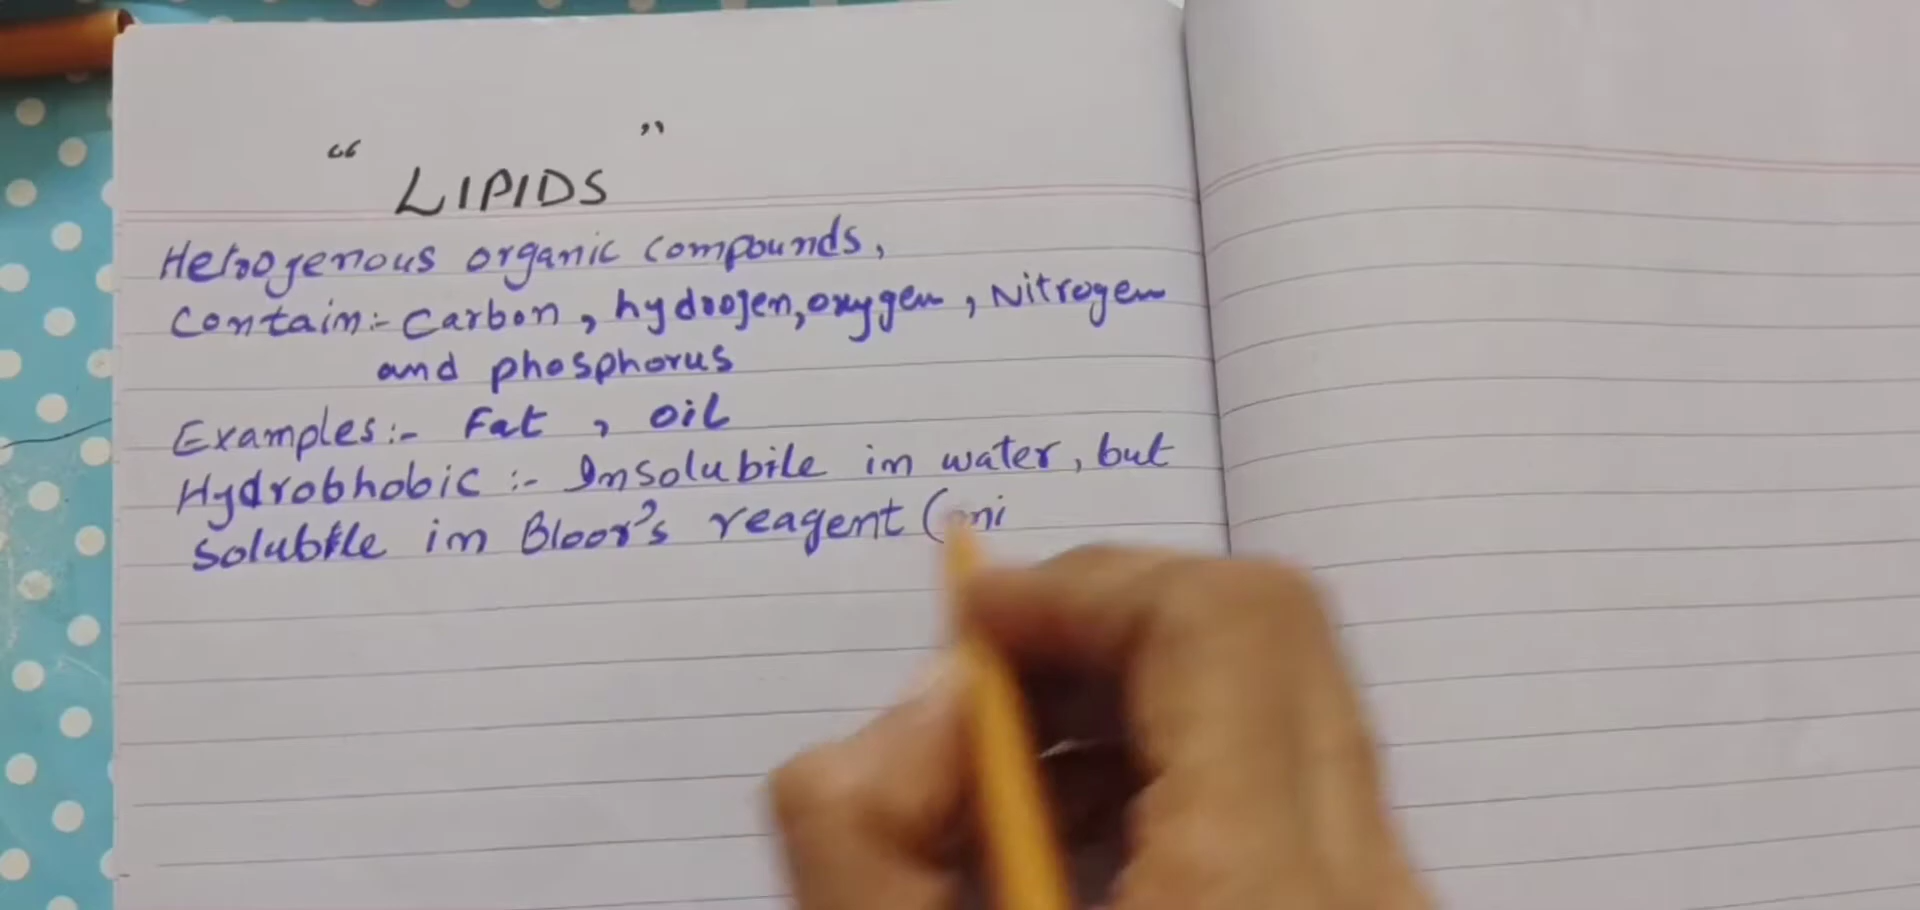 “ LIPIDS ”
Hetrogenous organic compounds,
Contain:- Carbon, hydrogen, oxygen, Nitrogen
and phosphorus
Examples:- Fat , Oil
Hydrobhobic :- Insolubile in water, but
Solubile in Bloor's reagent (